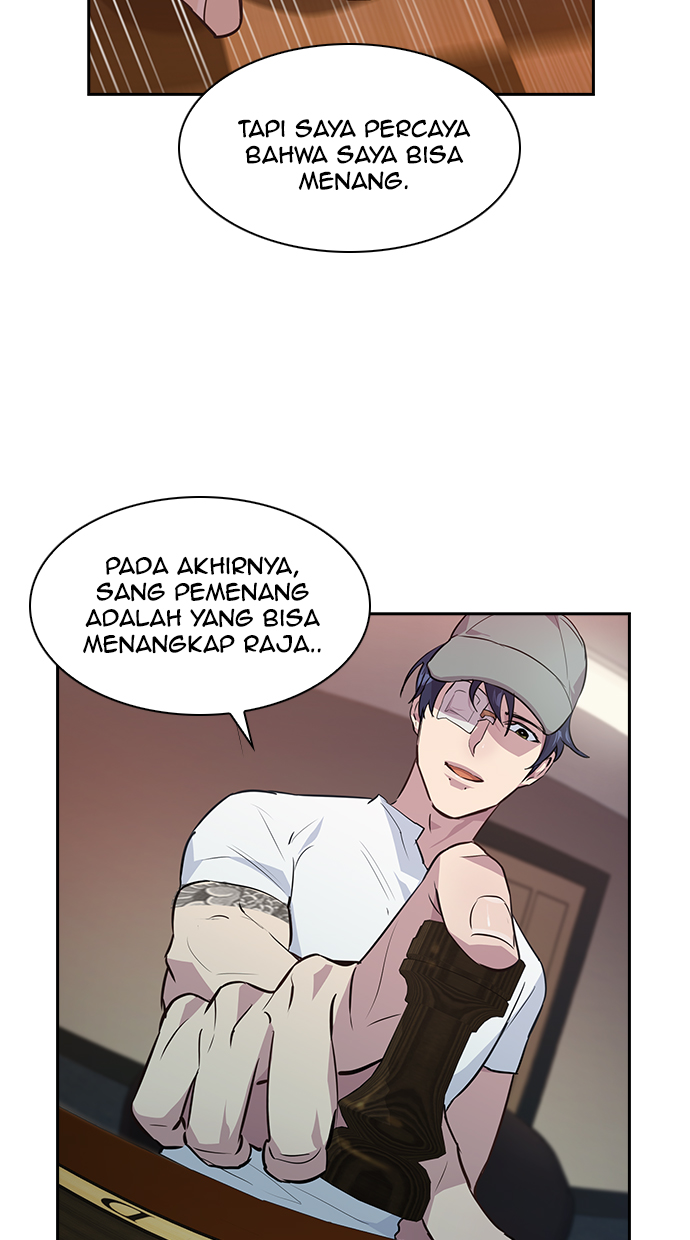 TAPI SAYA PERCAYA
BAHWA SAYA BISA
MENANG.
PADA AKHIRNYA,
SANG PEMENANG
ADALAH YANG BISA
MENANGKAP RAJA..
D